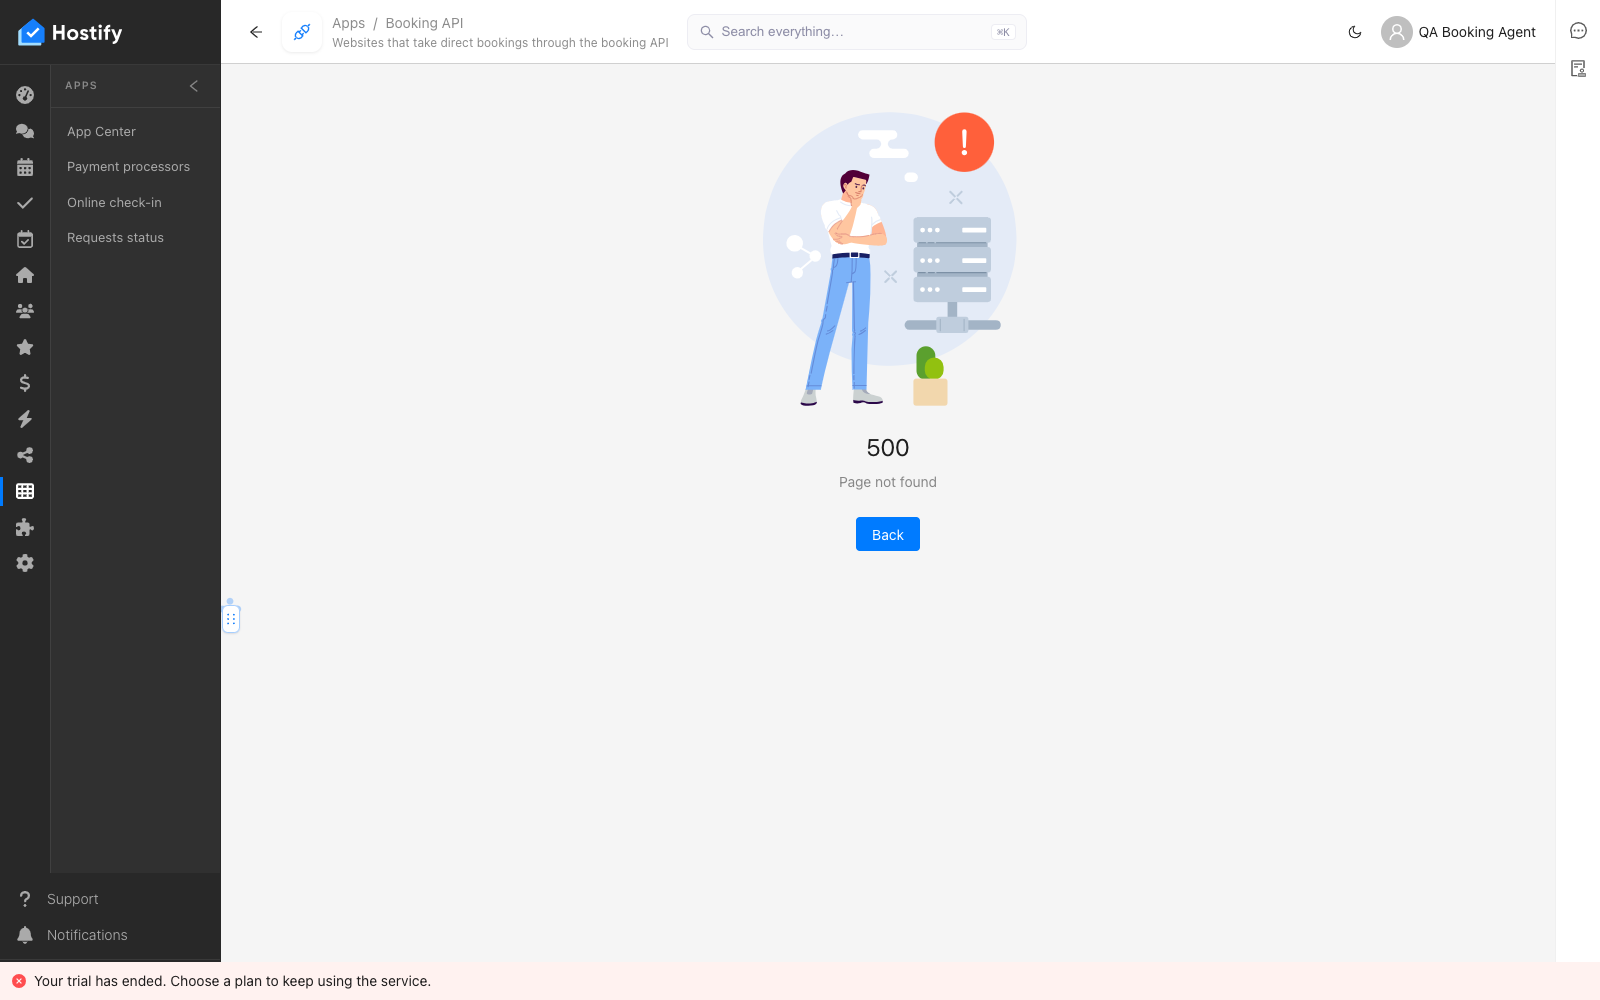 Hostify
Apps / Booking API
Websites that take direct bookings through the booking API
Search everything...
⌘K
QA Booking Agent
APPS
App Center
Payment processors
Online check-in
Requests status
!
500
Page not found
Back
Support
Notifications
Your trial has ended. Choose a plan to keep using the service.